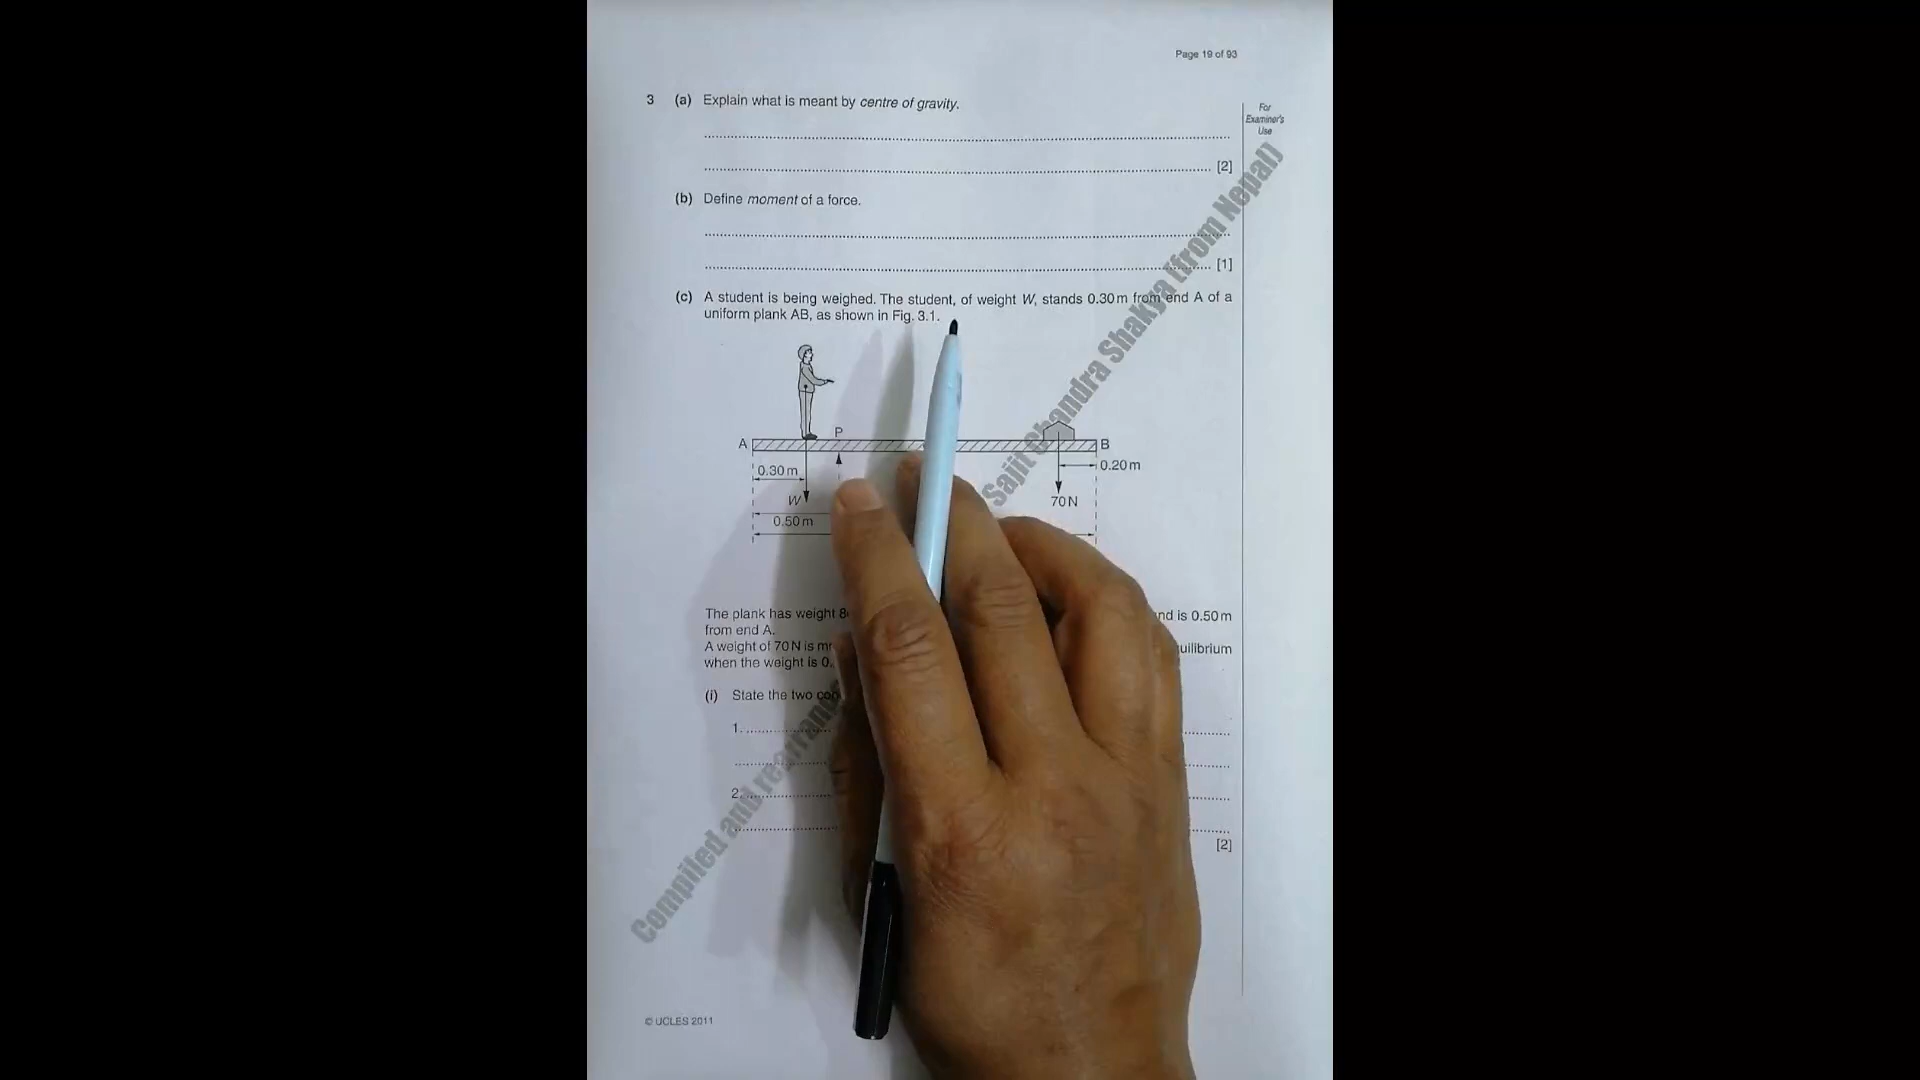 Page 19 of 93
For
Examiner's
Use
3 (a) Explain what is meant by centre of gravity.
[2]
(b) Define moment of a force.
[1]
(c) A student is being weighed. The student, of weight W, stands 0.30 m from end A of a
uniform plank AB, as shown in Fig. 3.1.
P
A
B
0.30 m
0.20 m
W
70 N
0.50 m
The plank has weight 8 nd is 0.50 m
from end A.
A weight of 70 N is uilibrium
when the weight is 0.
(i) State the two
1.
2.
[2]
© UCLES 2011
Compiled and rearranged Sajit Chandra Shakya (from Nepal)